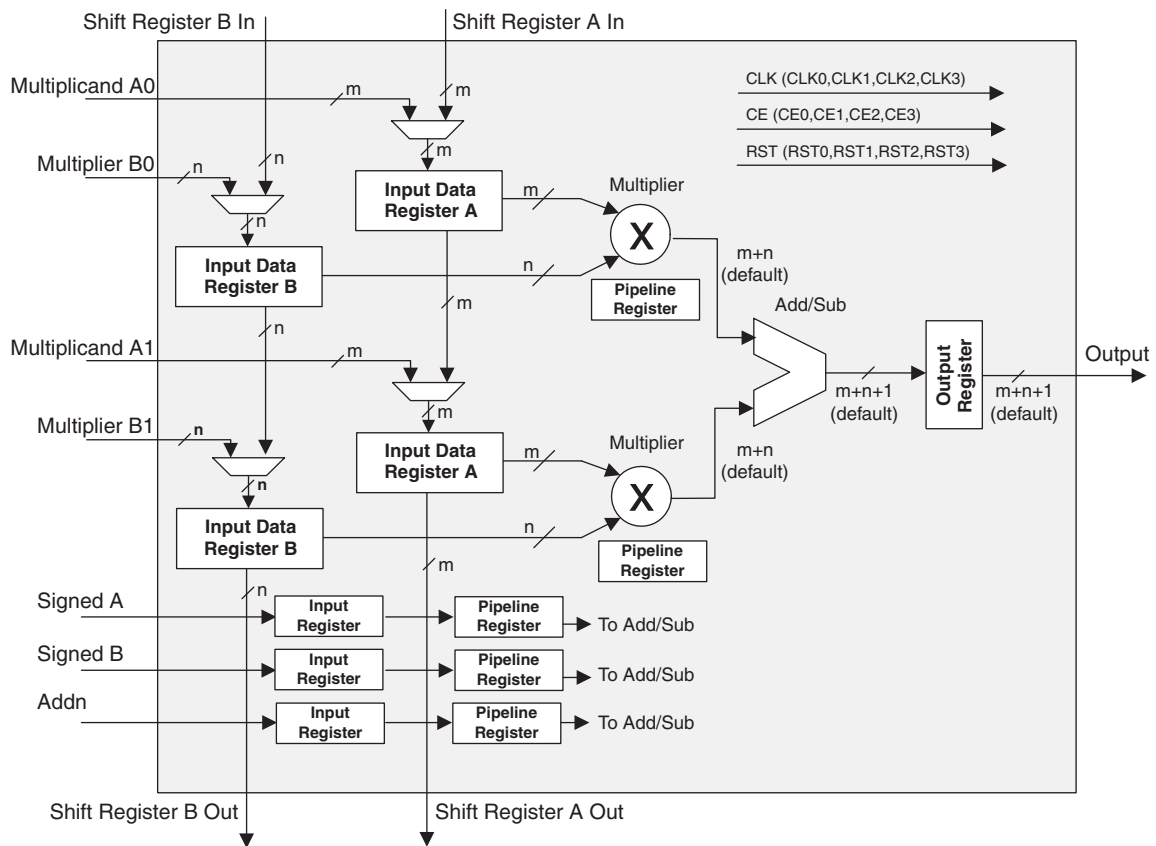 Shift Register B In
Shift Register A In
Multiplicand A0
m
m
CLK (CLK0,CLK1,CLK2,CLK3)
CE (CE0,CE1,CE2,CE3)
RST (RST0,RST1,RST2,RST3)
m
Multiplier B0
n
n
n
Input Data
Register A
m
Multiplier
X
Input Data
Register B
n
m+n
(default)
Pipeline
Register
m
n
Add/Sub
Multiplicand A1
m
Output
Register
Output
m+n+1
(default)
m+n+1
(default)
m
Multiplier B1
n
n
Input Data
Register A
m
Multiplier
X
m+n
(default)
Input Data
Register B
n
Pipeline
Register
m
n
Signed A
Input
Register
Pipeline
Register
To Add/Sub
Signed B
Input
Register
Pipeline
Register
To Add/Sub
Addn
Input
Register
Pipeline
Register
To Add/Sub
Shift Register B Out
Shift Register A Out